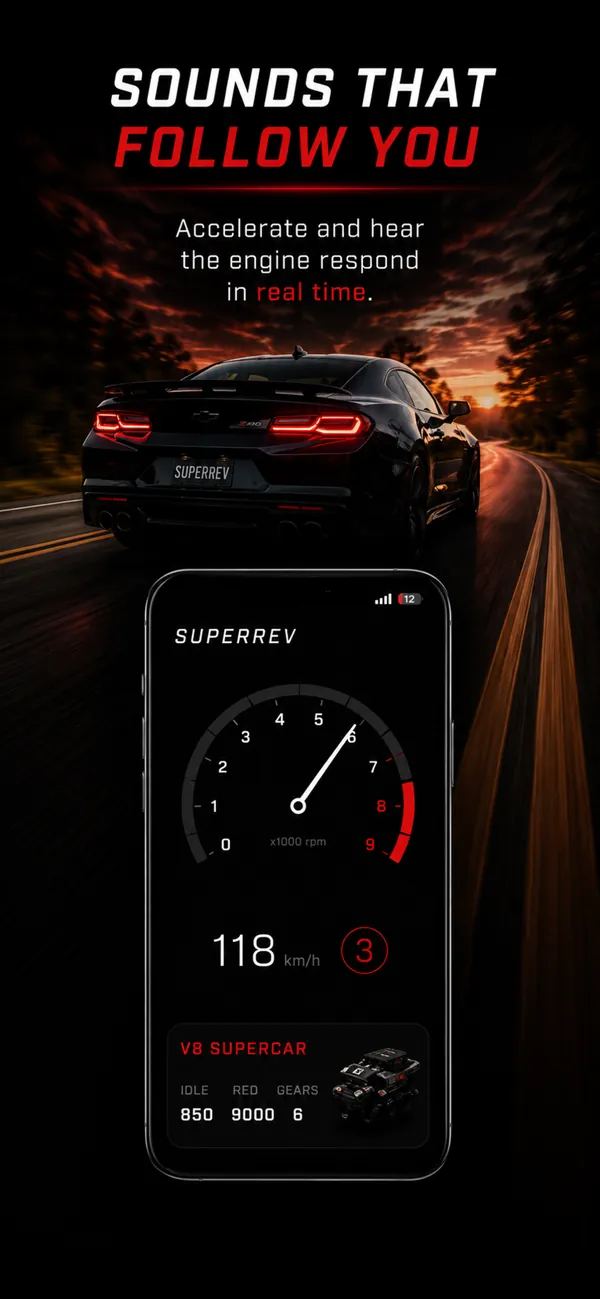 SOUNDS THAT
FOLLOW YOU
Accelerate and hear
the engine respond
in real time.
SUPERREV
12
SUPERREV
4 5
3 6
2 7
1 8
0 9
x1000 rpm
118 km/h 3
V8 SUPERCAR
IDLE RED GEARS
850 9000 6